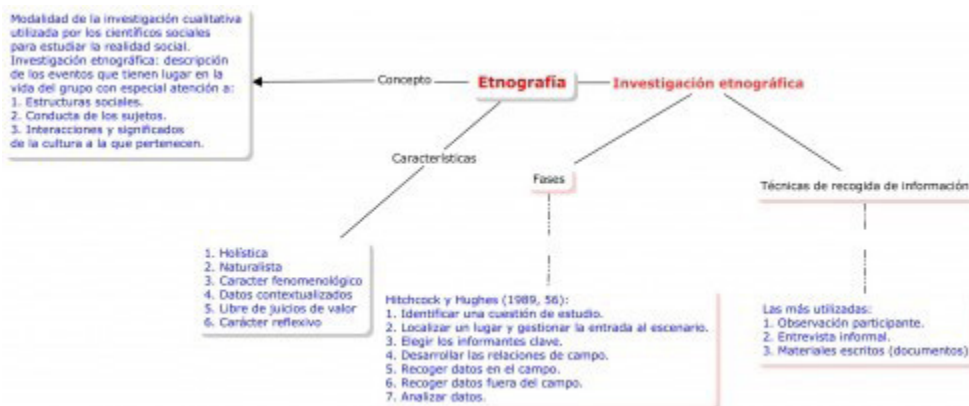 Modalidad de la investigación cualitativa
utilizada por los científicos sociales
para estudiar la realidad social.
Investigación etnográfica: descripción
de los eventos que tienen lugar en la
vida del grupo con especial atención a:
1. Estructuras sociales.
2. Conducta de los sujetos.
3. Interacciones y significados
de la cultura a la que pertenecen.
Concepto
Etnografía
Investigación etnográfica
Características
Fases
Técnicas de recogida de información
1. Holística
2. Naturalista
3. Caracter fenomenológico
4. Datos contextualizados
5. Libre de juicios de valor
6. Carácter reflexivo
Hitchcock y Hughes (1989, 56):
1. Identificar una cuestión de estudio.
2. Localizar un lugar y gestionar la entrada al escenario.
3. Elegir los informantes clave.
4. Desarrollar las relaciones de campo.
5. Recoger datos en el campo.
6. Recoger datos fuera del campo.
7. Analizar datos.
Las más utilizadas:
1. Observación participante.
2. Entrevista informal.
3. Materiales escritos (documentos)